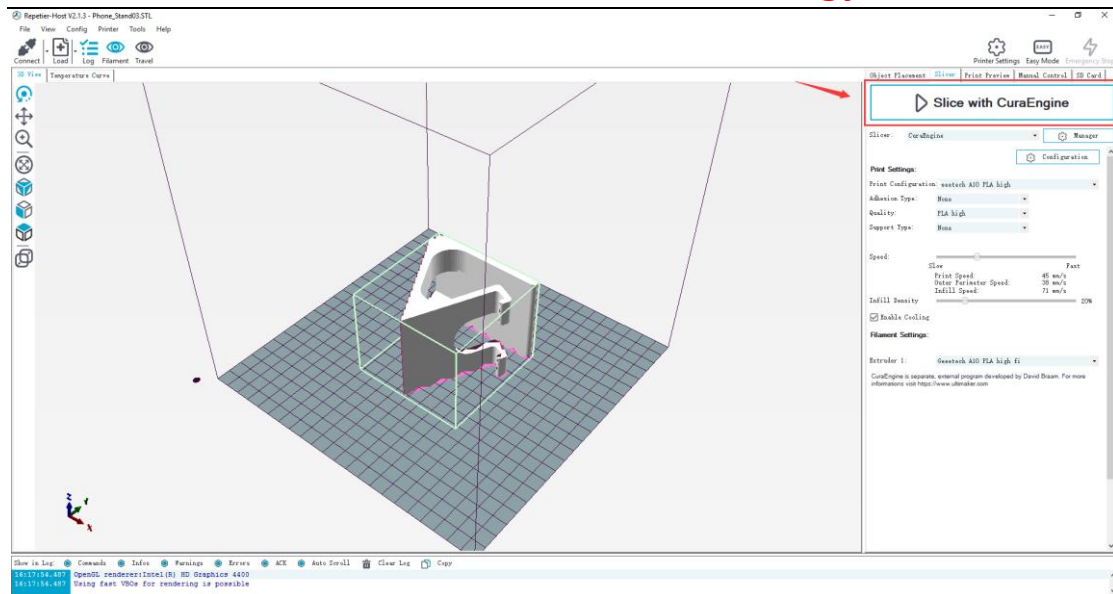 Repetier-Host V2.1.3 - Phone_Stand03.STL
File View Config Printer Tools Help
Connect Load Log Filament Travel
Printer Settings EASY Easy Mode Emergency Stop
3D View Temperature Curve
Object Placement Slicer Print Preview Manual Control SD Card
Slice with CuraEngine
Slicer: CuraEngine Manager
Configuration
Print Settings:
Print Configuration: geetech A10 PLA high
Adhesion Type: None
Quality: PLA high
Support Type: None
Speed:
Slow Fast
Print Speed: 45 mm/s
Outer Perimeter Speed: 38 mm/s
Infill Speed: 71 mm/s
Infill Density 20%
Enable Cooling
Filament Settings:
Extruder 1: Geeetech A10 PLA high fi
CuraEngine is separate, external program developed by David Braam. For more
informations visit https://www.ultimaker.com
Z Y X
Show in Log: Commands Infos Warnings Errors ACK Auto Scroll Clear Log Copy
16:17:54.487 OpenGL renderer:Intel(R) HD Graphics 4400
16:17:54.487 Using fast VBOs for rendering is possible